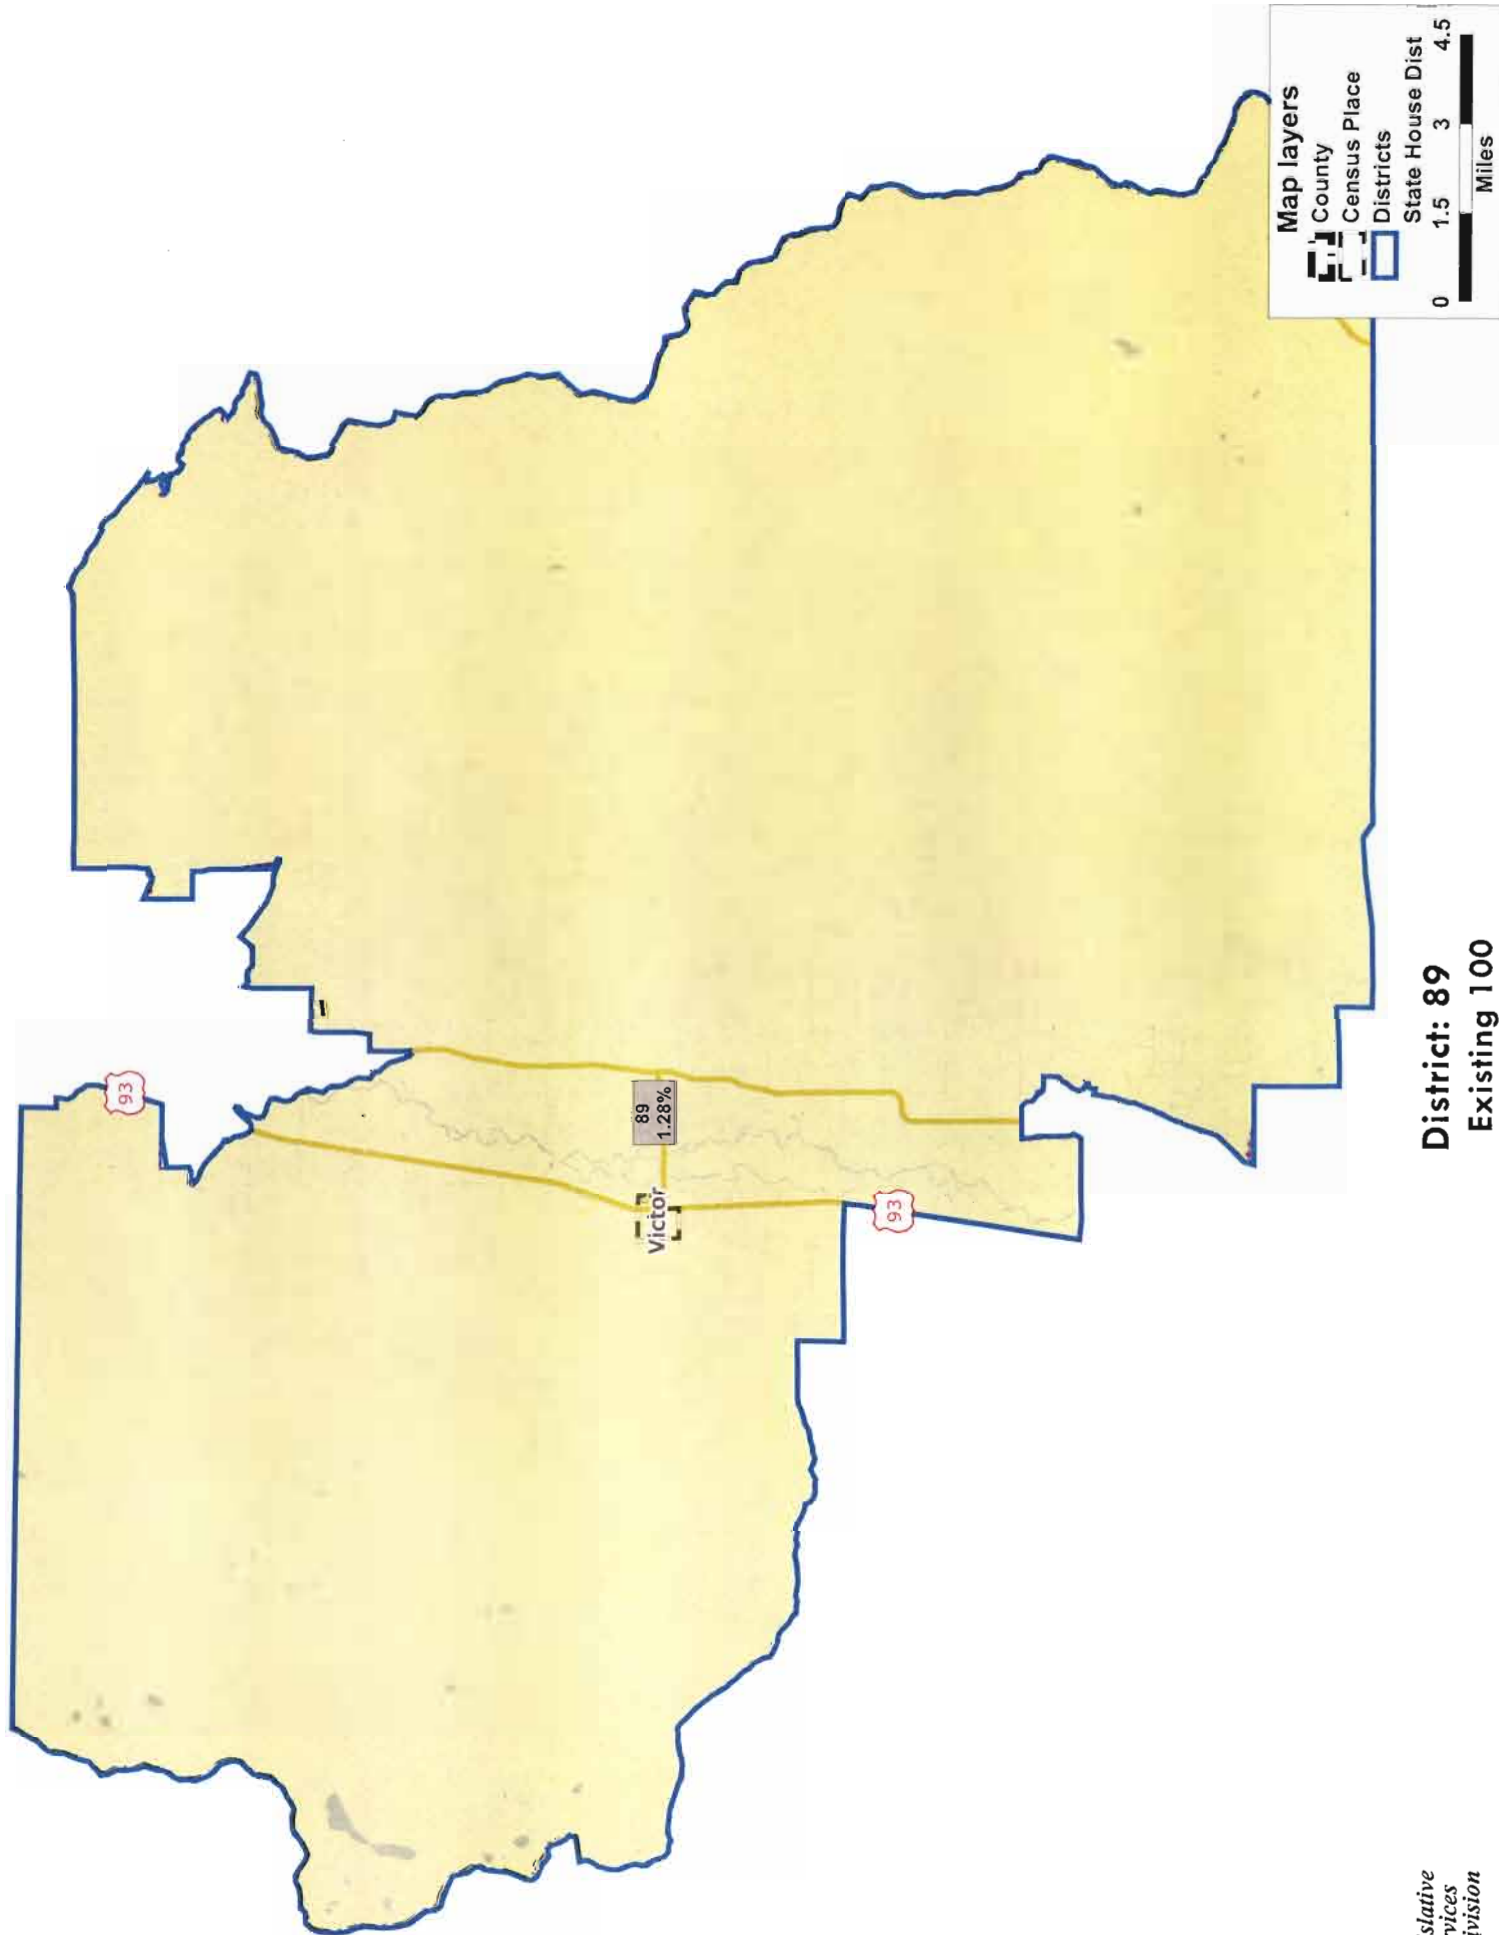 Map layers
County
Census Place
Districts
State House Dist
0 1.5 3 4.5
Miles
93
89
1.28%
Victor
93
District: 89
Existing 100
slative
vices
ivision